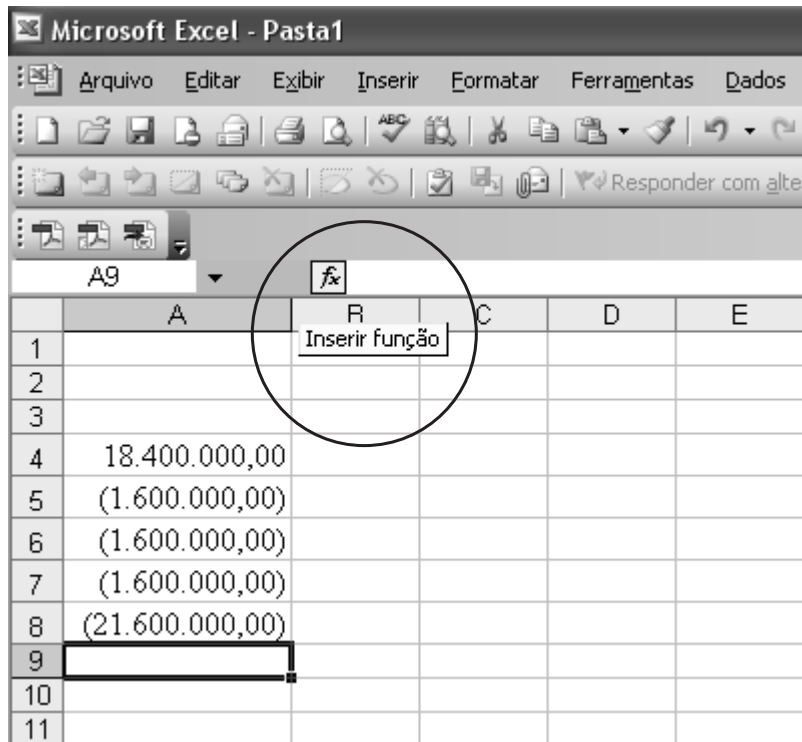 Microsoft Excel - Pasta1
Arquivo Editar Exibir Inserir Formatar Ferramentas Dados
ABC
Responder com alte
A9 fx
A B C D E
Inserir função
1
2
3
4 18.400.000,00
5 (1.600.000,00)
6 (1.600.000,00)
7 (1.600.000,00)
8 (21.600.000,00)
9
10
11